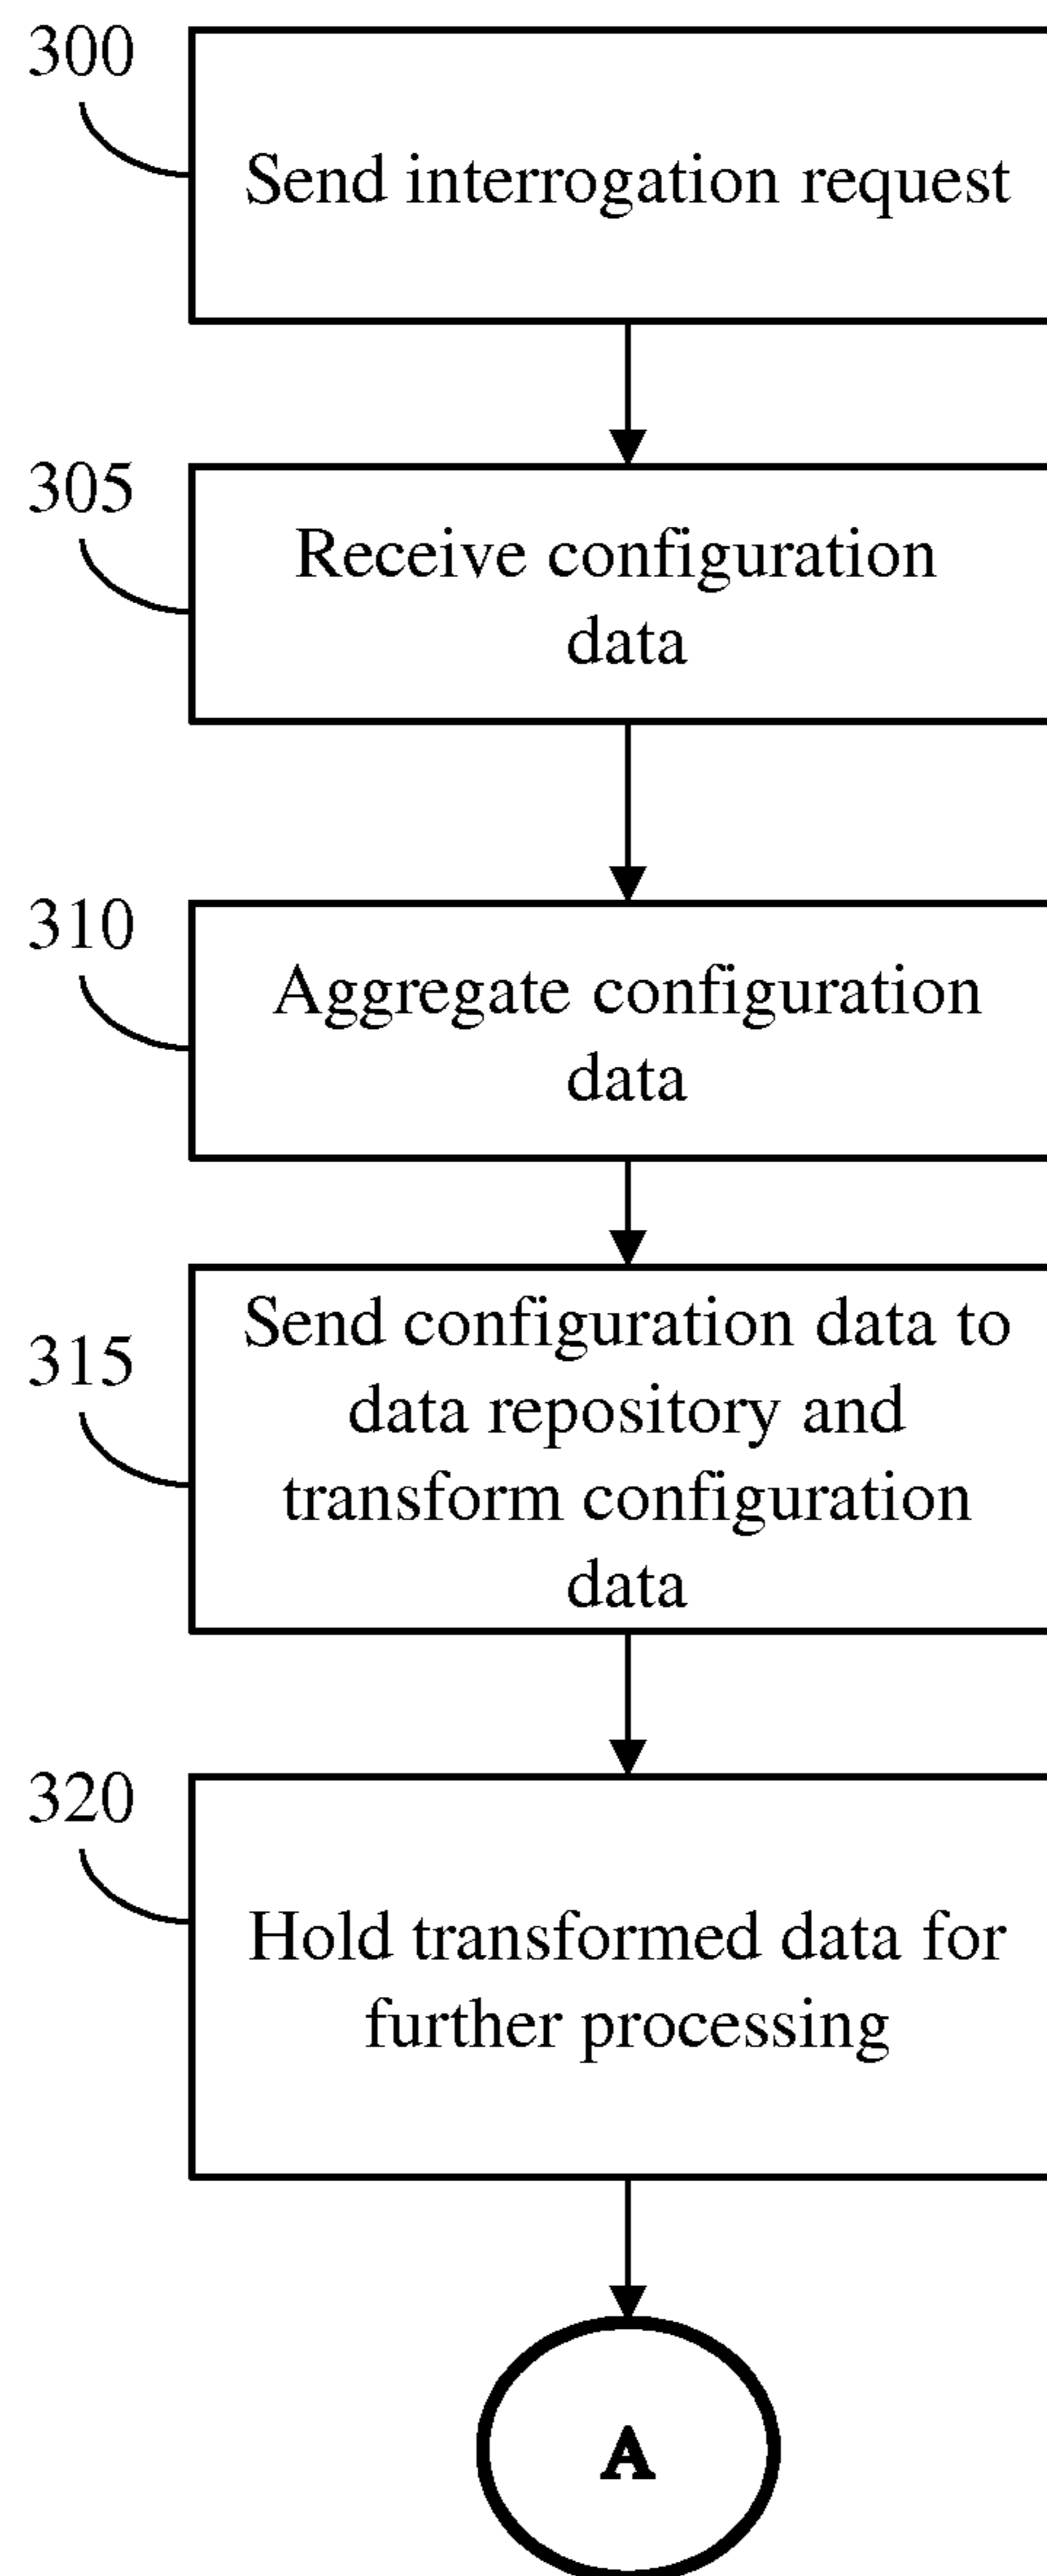 300
Send interrogation request
305
Receive configuration
data
310
Aggregate configuration
data
315
Send configuration data to
data repository and
transform configuration
data
320
Hold transformed data for
further processing
A